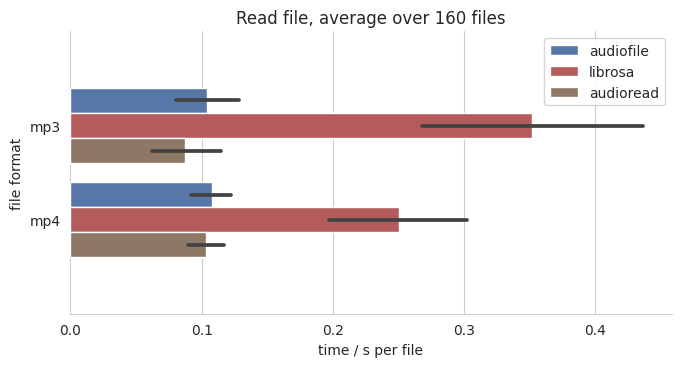 Read file, average over 160 files
audiofile
librosa
audioread
file format
mp3
mp4
0.0 0.1 0.2 0.3 0.4
time / s per file